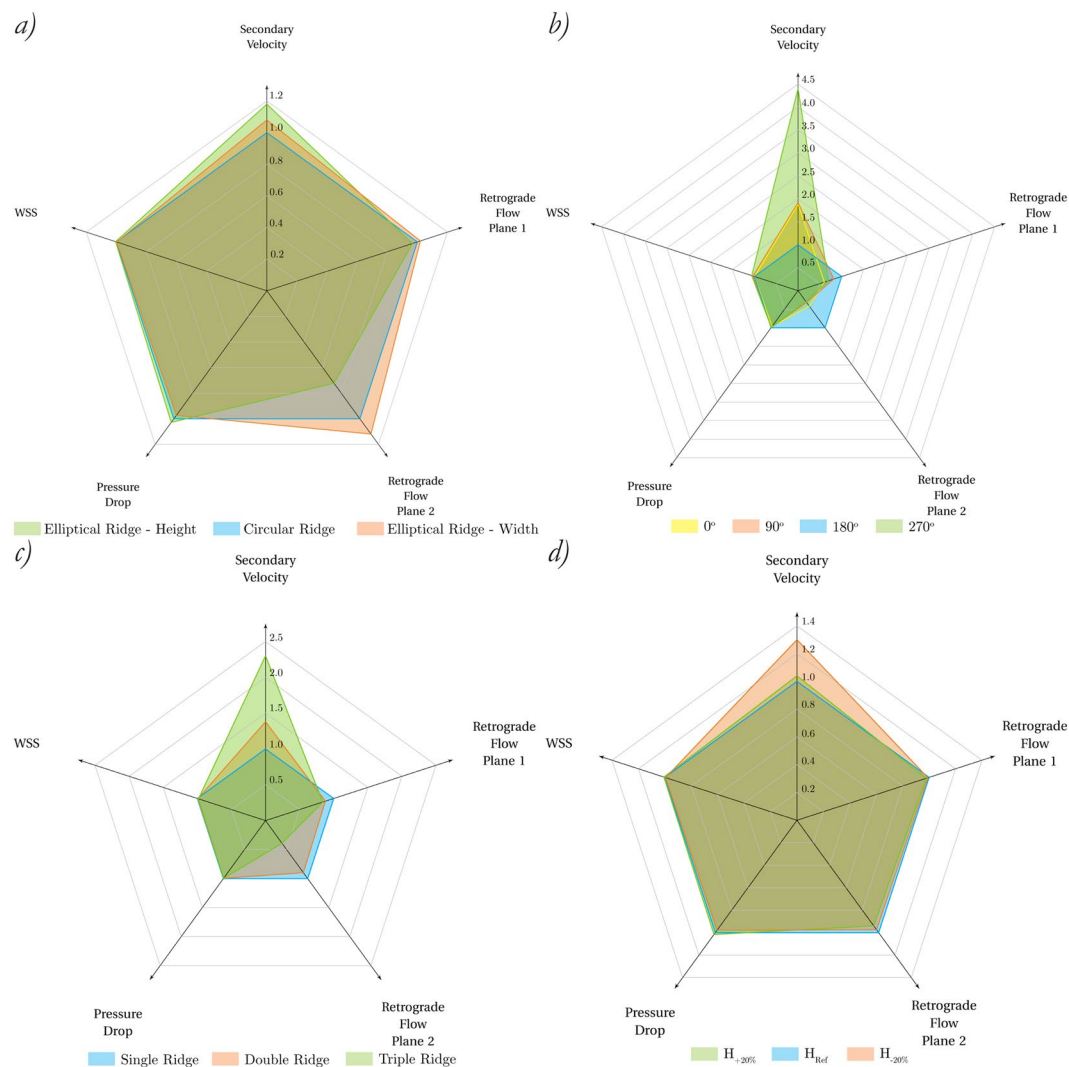 a)
Secondary
Velocity
1.2
1.0
0.8
0.6
0.4
0.2
WSS
Retrograde
Flow
Plane 1
Pressure
Drop
Retrograde
Flow
Plane 2
Elliptical Ridge - Height
Circular Ridge
Elliptical Ridge - Width
b)
Secondary
Velocity
4.5
4.0
3.5
3.0
2.5
2.0
1.5
1.0
0.5
WSS
Retrograde
Flow
Plane 1
Pressure
Drop
Retrograde
Flow
Plane 2
0°
90°
180°
270°
c)
Secondary
Velocity
2.5
2.0
1.5
1.0
0.5
WSS
Retrograde
Flow
Plane 1
Pressure
Drop
Retrograde
Flow
Plane 2
Single Ridge
Double Ridge
Triple Ridge
d)
Secondary
Velocity
1.4
1.2
1.0
0.8
0.6
0.4
0.2
WSS
Retrograde
Flow
Plane 1
Pressure
Drop
Retrograde
Flow
Plane 2
H+20%
HRef
H-20%